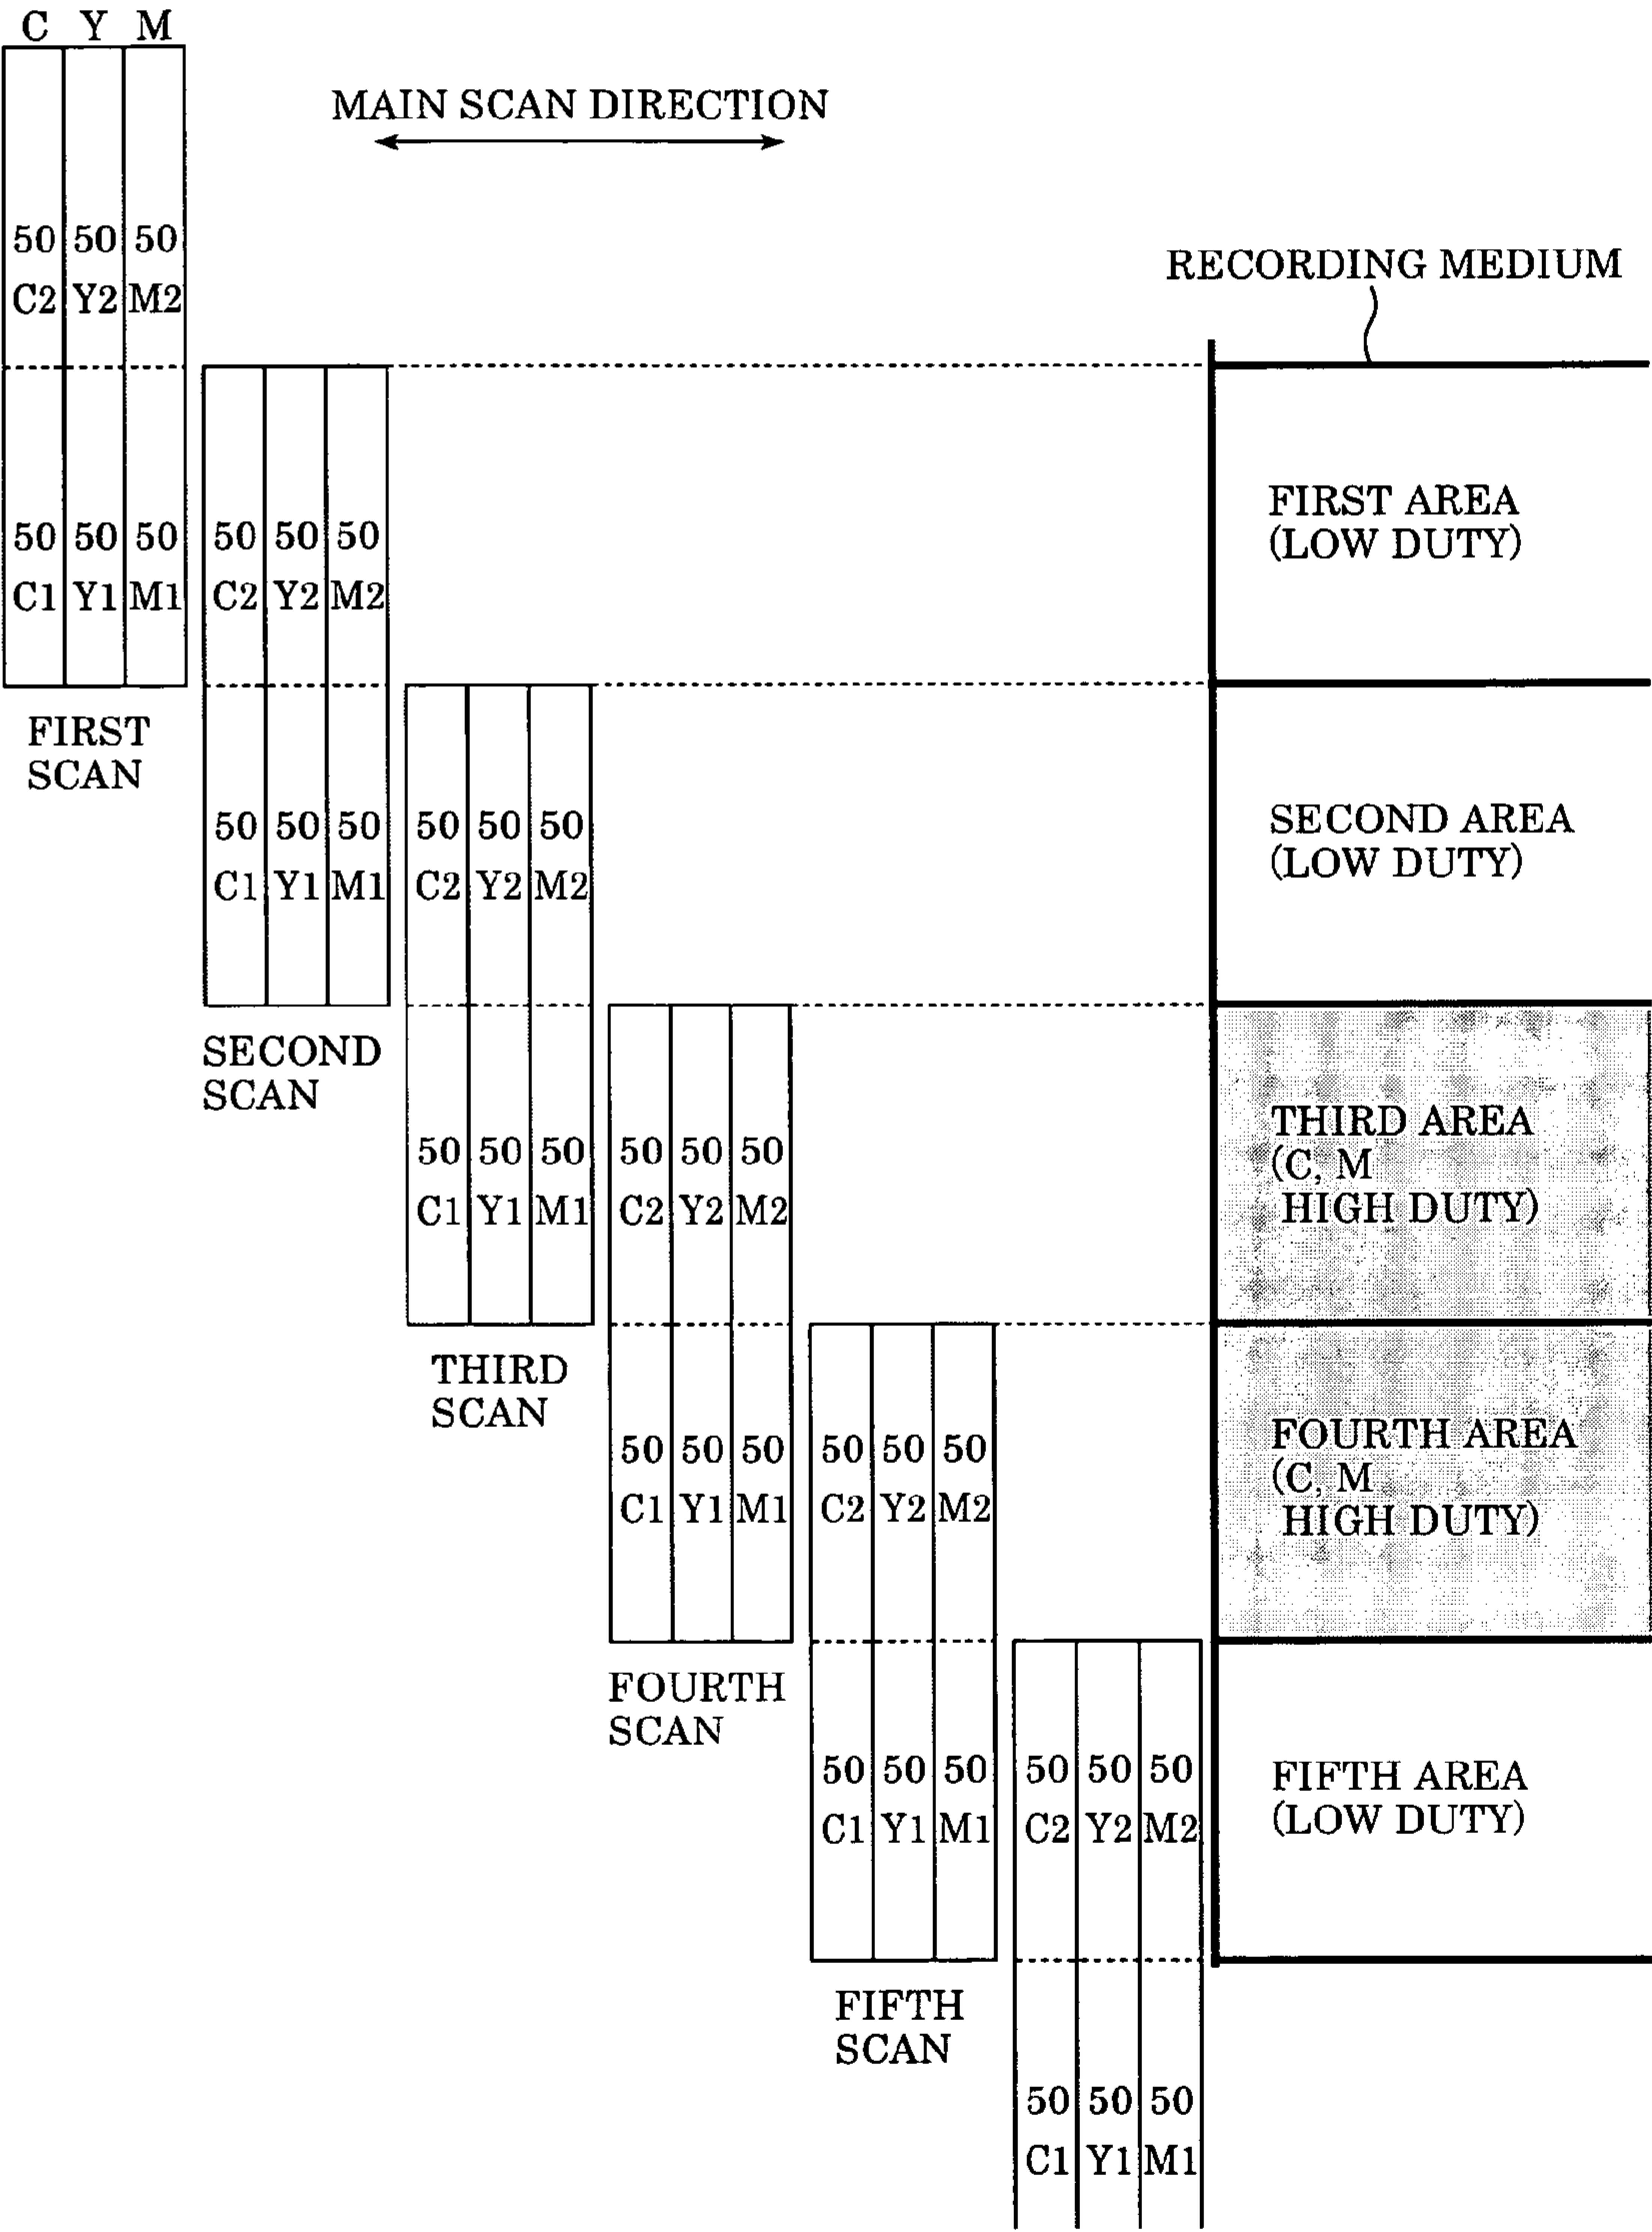 C Y M
MAIN SCAN DIRECTION
50 50 50
C2 Y2 M2
RECORDING MEDIUM
50 50 50
C1 Y1 M1
50 50 50
C2 Y2 M2
FIRST AREA
(LOW DUTY)
FIRST
SCAN
50 50 50
C1 Y1 M1
50 50 50
C2 Y2 M2
SECOND AREA
(LOW DUTY)
SECOND
SCAN
50 50 50
C1 Y1 M1
50 50 50
C2 Y2 M2
THIRD AREA
(C, M
HIGH DUTY)
THIRD
SCAN
50 50 50
C1 Y1 M1
50 50 50
C2 Y2 M2
FOURTH AREA
(C, M
HIGH DUTY)
FOURTH
SCAN
50 50 50
C1 Y1 M1
50 50 50
C2 Y2 M2
FIFTH AREA
(LOW DUTY)
FIFTH
SCAN
50 50 50
C1 Y1 M1